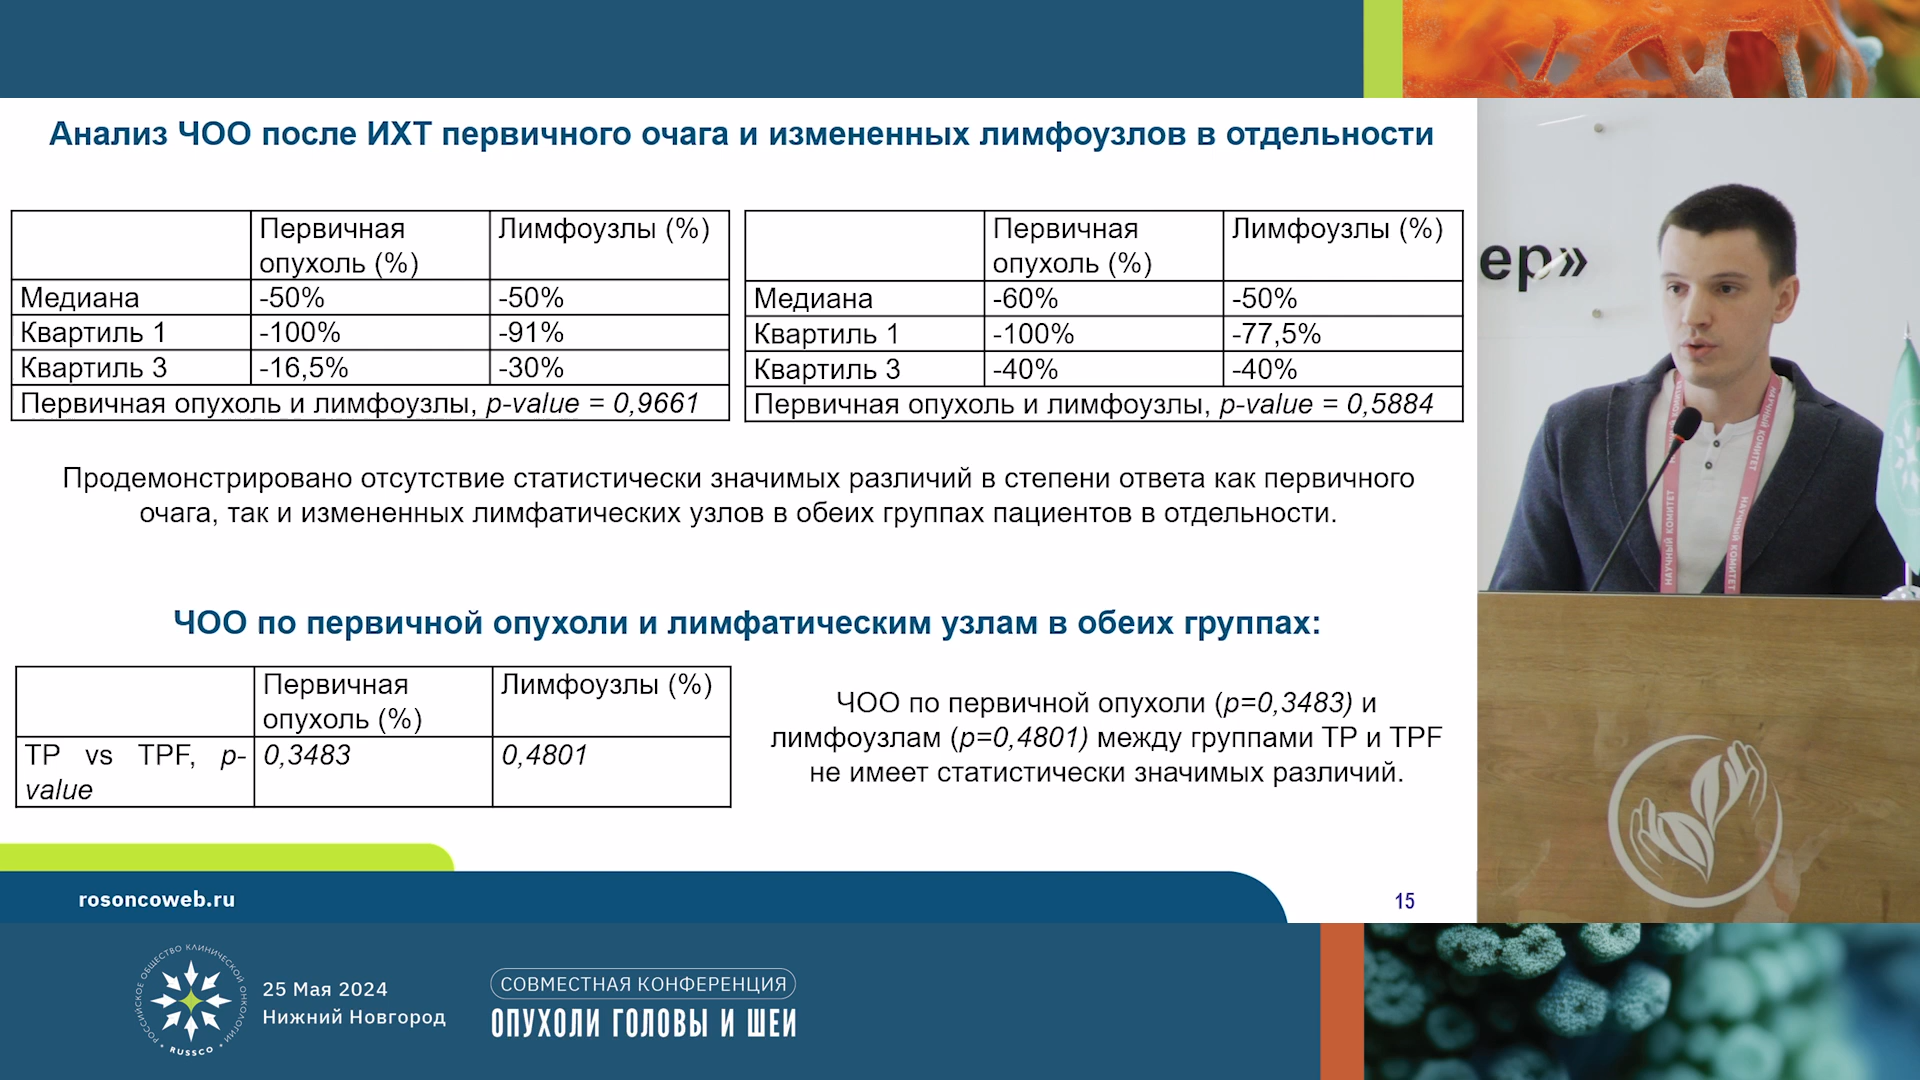 Анализ ЧОО после ИХТ первичного очага и измененных лимфоузлов в отдельности
Первичная опухоль (%) Лимфоузлы (%)
Медиана -50% -50%
Квартиль 1 -100% -91%
Квартиль 3 -16,5% -30%
Первичная опухоль и лимфоузлы, p-value = 0,9661
Первичная опухоль (%) Лимфоузлы (%)
Медиана -60% -50%
Квартиль 1 -100% -77,5%
Квартиль 3 -40% -40%
Первичная опухоль и лимфоузлы, p-value = 0,5884
Продемонстрировано отсутствие статистически значимых различий в степени ответа как первичного
очага, так и измененных лимфатических узлов в обеих группах пациентов в отдельности.
ЧОО по первичной опухоли и лимфатическим узлам в обеих группах:
Первичная опухоль (%) Лимфоузлы (%)
TP vs TPF, p-value 0,3483 0,4801
ЧОО по первичной опухоли (p=0,3483) и
лимфоузлам (p=0,4801) между группами TP и TPF
не имеет статистически значимых различий.
rosoncoweb.ru
15
ер»
НАУЧНЫЙ КОМИТЕТ
НАУЧНЫЙ КОМИТЕТ
РОССИЙСКОЕ ОБЩЕСТВО КЛИНИЧЕСКОЙ ОНКОЛОГИИ
• RUSSCO •
25 Мая 2024
Нижний Новгород
СОВМЕСТНАЯ КОНФЕРЕНЦИЯ
ОПУХОЛИ ГОЛОВЫ И ШЕИ